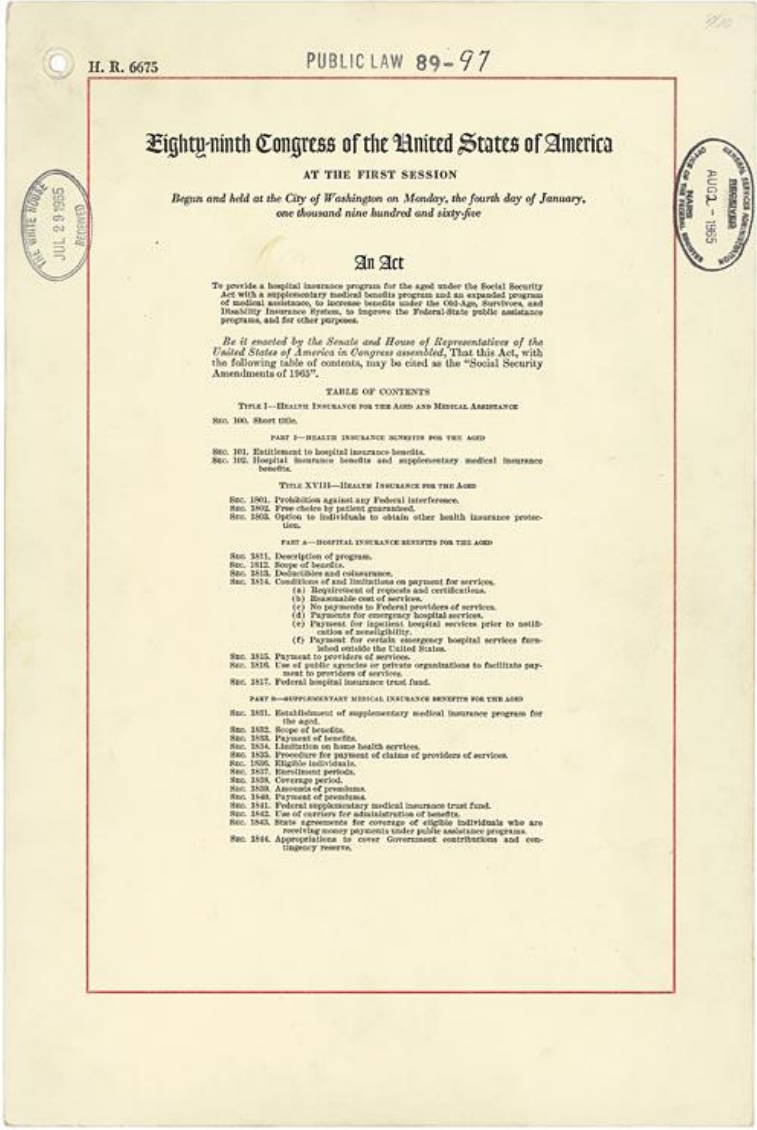 H. R. 6675
PUBLIC LAW 89-97
Eighty-ninth Congress of the United States of America
AT THE FIRST SESSION
Begun and held at the City of Washington on Monday, the fourth day of January,
one thousand nine hundred and sixty-five
THE WHITE HOUSE
JUL 29 1965
RECEIVED
GENERAL SERVICES ADMINISTRATION
RECEIVED
AUG 2 - 1965
NARS
OFFICE OF THE FEDERAL REGISTER
An Act
To provide a hospital insurance program for the aged under the Social Security
Act with a supplementary medical benefits program and an expanded program
of medical assistance, to increase benefits under the Old-Age, Survivors, and
Disability Insurance System, to improve the Federal-State public assistance
programs, and for other purposes.
Be it enacted by the Senate and House of Representatives of the
United States of America in Congress assembled, That this Act, with
the following table of contents, may be cited as the "Social Security
Amendments of 1965".
TABLE OF CONTENTS
TITLE I—HEALTH INSURANCE FOR THE AGED AND MEDICAL ASSISTANCE
SEC. 100. Short title.
PART 1—HEALTH INSURANCE BENEFITS FOR THE AGED
SEC. 101. Entitlement to hospital insurance benefits.
SEC. 102. Hospital insurance benefits and supplementary medical insurance
benefits.
TITLE XVIII—HEALTH INSURANCE FOR THE AGED
SEC. 1801. Prohibition against any Federal interference.
SEC. 1802. Free choice by patient guaranteed.
SEC. 1803. Option to individuals to obtain other health insurance protec-
tion.
PART A—HOSPITAL INSURANCE BENEFITS FOR THE AGED
SEC. 1811. Description of program.
SEC. 1812. Scope of benefits.
SEC. 1813. Deductibles and coinsurance.
SEC. 1814. Conditions of and limitations on payment for services.
(a) Requirement of requests and certifications.
(b) Reasonable cost of services.
(c) No payments to Federal providers of services.
(d) Payments for emergency hospital services.
(e) Payment for inpatient hospital services prior to notifi-
cation of noneligibility.
(f) Payment for certain emergency hospital services furn-
ished outside the United States.
SEC. 1815. Payment to providers of services.
SEC. 1816. Use of public agencies or private organizations to facilitate pay-
ment to providers of services.
SEC. 1817. Federal hospital insurance trust fund.
PART B—SUPPLEMENTARY MEDICAL INSURANCE BENEFITS FOR THE AGED
SEC. 1831. Establishment of supplementary medical insurance program for
the aged.
SEC. 1832. Scope of benefits.
SEC. 1833. Payment of benefits.
SEC. 1834. Limitation on home health services.
SEC. 1835. Procedure for payment of claims of providers of services.
SEC. 1836. Eligible individuals.
SEC. 1837. Enrollment periods.
SEC. 1838. Coverage period.
SEC. 1839. Amounts of premiums.
SEC. 1840. Payment of premiums.
SEC. 1841. Federal supplementary medical insurance trust fund.
SEC. 1842. Use of carriers for administration of benefits.
SEC. 1843. State agreements for coverage of eligible individuals who are
receiving money payments under public assistance programs.
SEC. 1844. Appropriations to cover Government contributions and con-
tingency reserve.